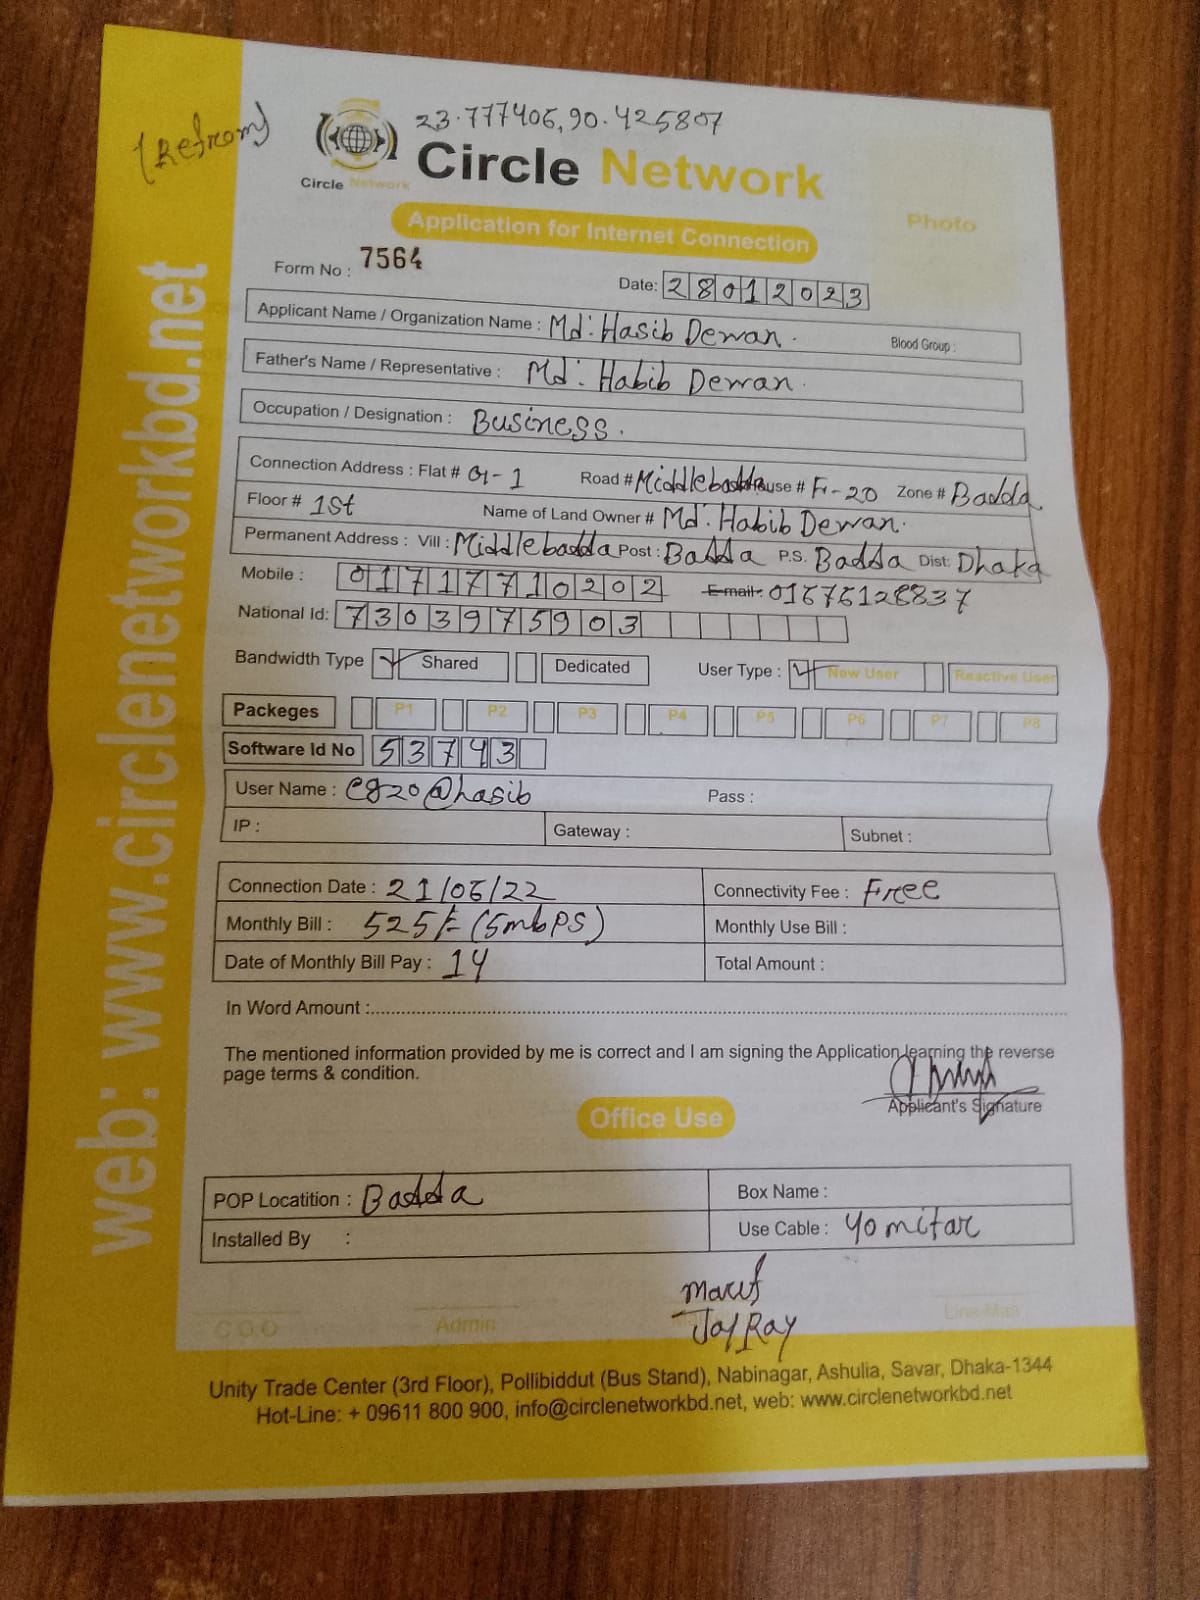 (Refrom)
23.777406,90.425807
Circle Network
Circle Network
Application for Internet Connection
Photo
Form No : 7564
Date: 28012023
Applicant Name / Organization Name : Md: Hasib Dewan. Blood Group :
Father's Name / Representative : Md: Habib Dewan.
Occupation / Designation : Business.
Connection Address : Flat # G-1 Road # Middlebadda House # F-20 Zone # Badda
Floor # 1st Name of Land Owner # Md. Habib Dewan.
Permanent Address : Vill : Middlebadda Post : Badda P.S. Badda Dist: Dhaka
Mobile : 01717710202 Email: 01676128837
National Id: 7303975903
Bandwidth Type Shared Dedicated User Type : New User Reactive User
Packeges P1 P2 P3 P4 P5 P6 P7 P8
Software Id No 53743
User Name : eg20@hasib Pass :
IP : Gateway : Subnet :
Connection Date : 21/06/22 Connectivity Fee : Free
Monthly Bill : 525/= (5mbPS) Monthly Use Bill :
Date of Monthly Bill Pay : 14 Total Amount :
In Word Amount :
The mentioned information provided by me is correct and I am signing the Application learning the reverse
page terms & condition.
Applicant's Signature
Office Use
POP Locatition : Badda Box Name :
Installed By : Use Cable : 40 mitar
Maruf
Joy Ray
C O O Admin Line Man
Unity Trade Center (3rd Floor), Pollibiddut (Bus Stand), Nabinagar, Ashulia, Savar, Dhaka-1344
Hot-Line: + 09611 800 900, info@circlenetworkbd.net, web: www.circlenetworkbd.net
web: www.circlenetworkbd.net